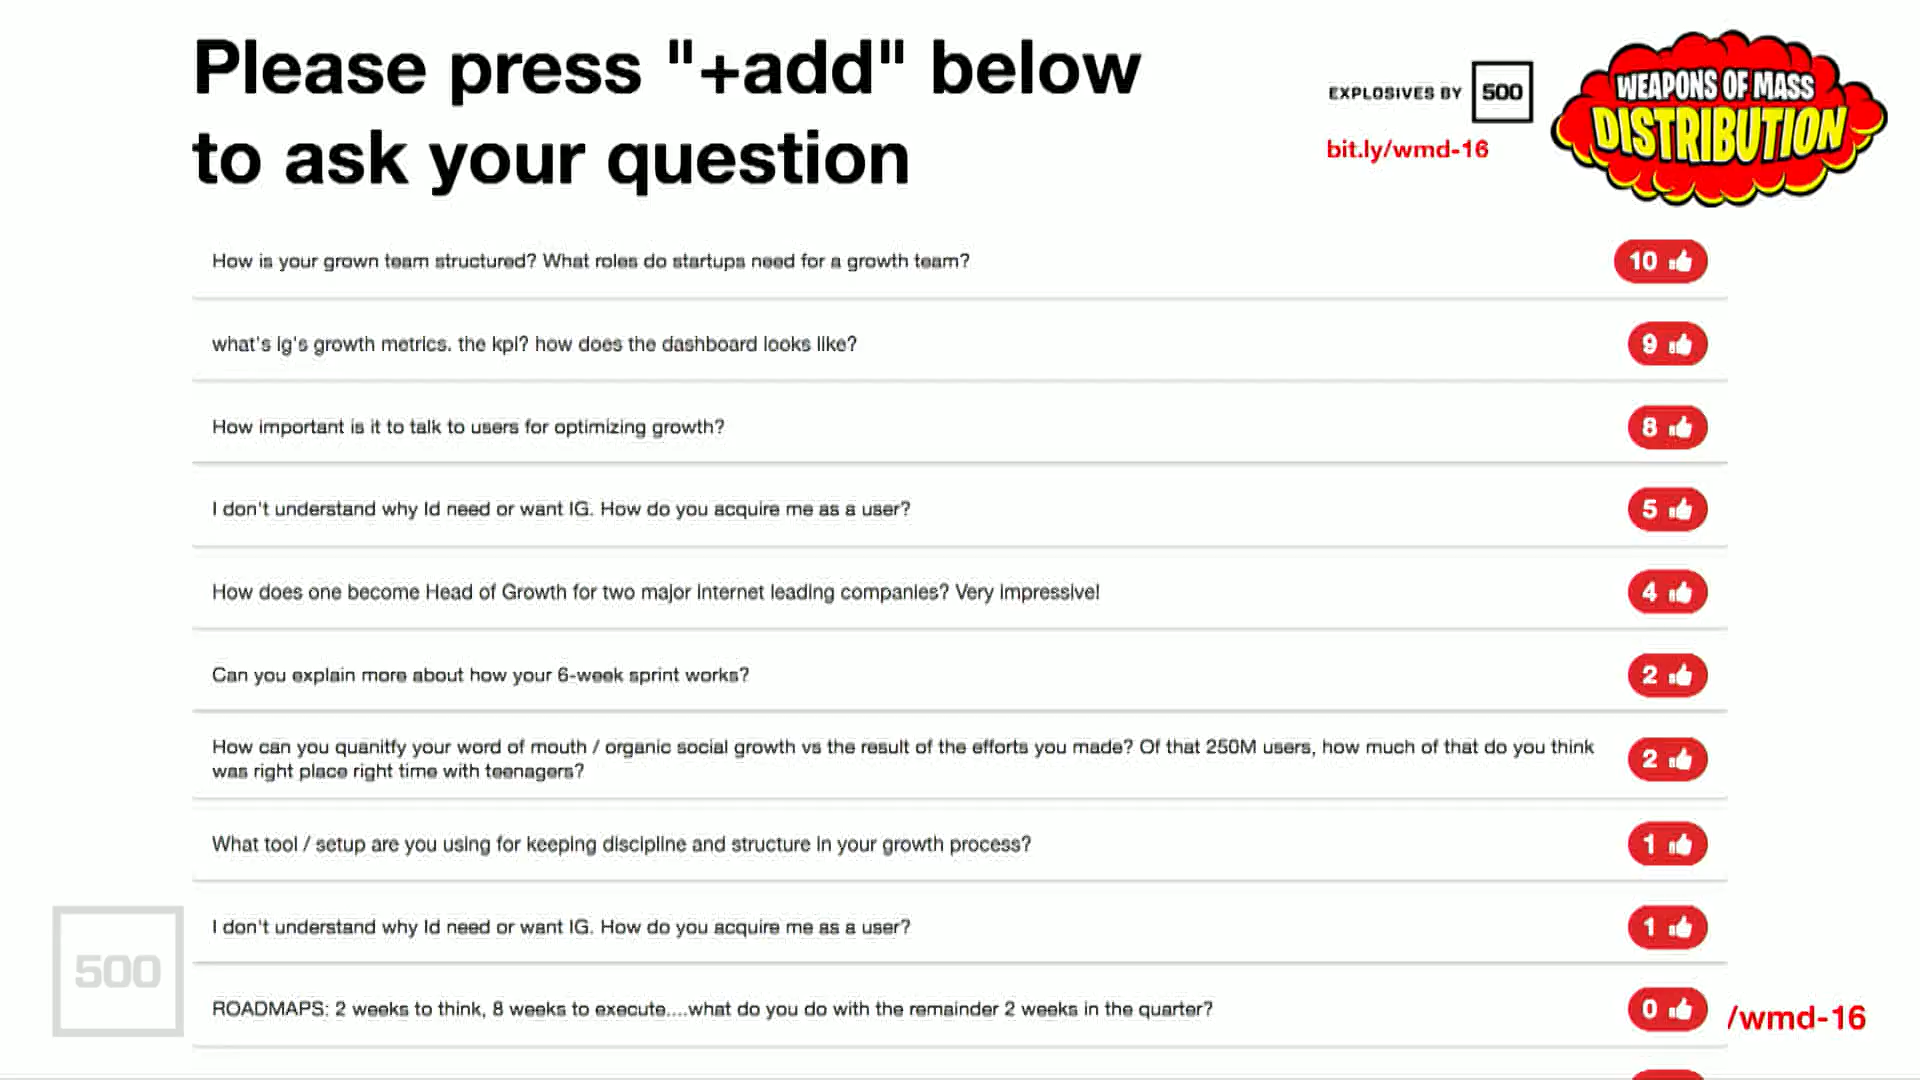 Please press "+add" below
to ask your question
EXPLOSIVES BY 500
bit.ly/wmd-16
WEAPONS OF MASS
DISTRIBUTION
How is your grown team structured? What roles do startups need for a growth team?
10
what's ig's growth metrics. the kpi? how does the dashboard looks like?
9
How important is it to talk to users for optimizing growth?
8
I don't understand why Id need or want IG. How do you acquire me as a user?
5
How does one become Head of Growth for two major internet leading companies? Very impressive!
4
Can you explain more about how your 6-week sprint works?
2
How can you quanitfy your word of mouth / organic social growth vs the result of the efforts you made? Of that 250M users, how much of that do you think
was right place right time with teenagers?
2
What tool / setup are you using for keeping discipline and structure in your growth process?
1
I don't understand why Id need or want IG. How do you acquire me as a user?
1
500
ROADMAPS: 2 weeks to think, 8 weeks to execute....what do you do with the remainder 2 weeks in the quarter?
0
/wmd-16